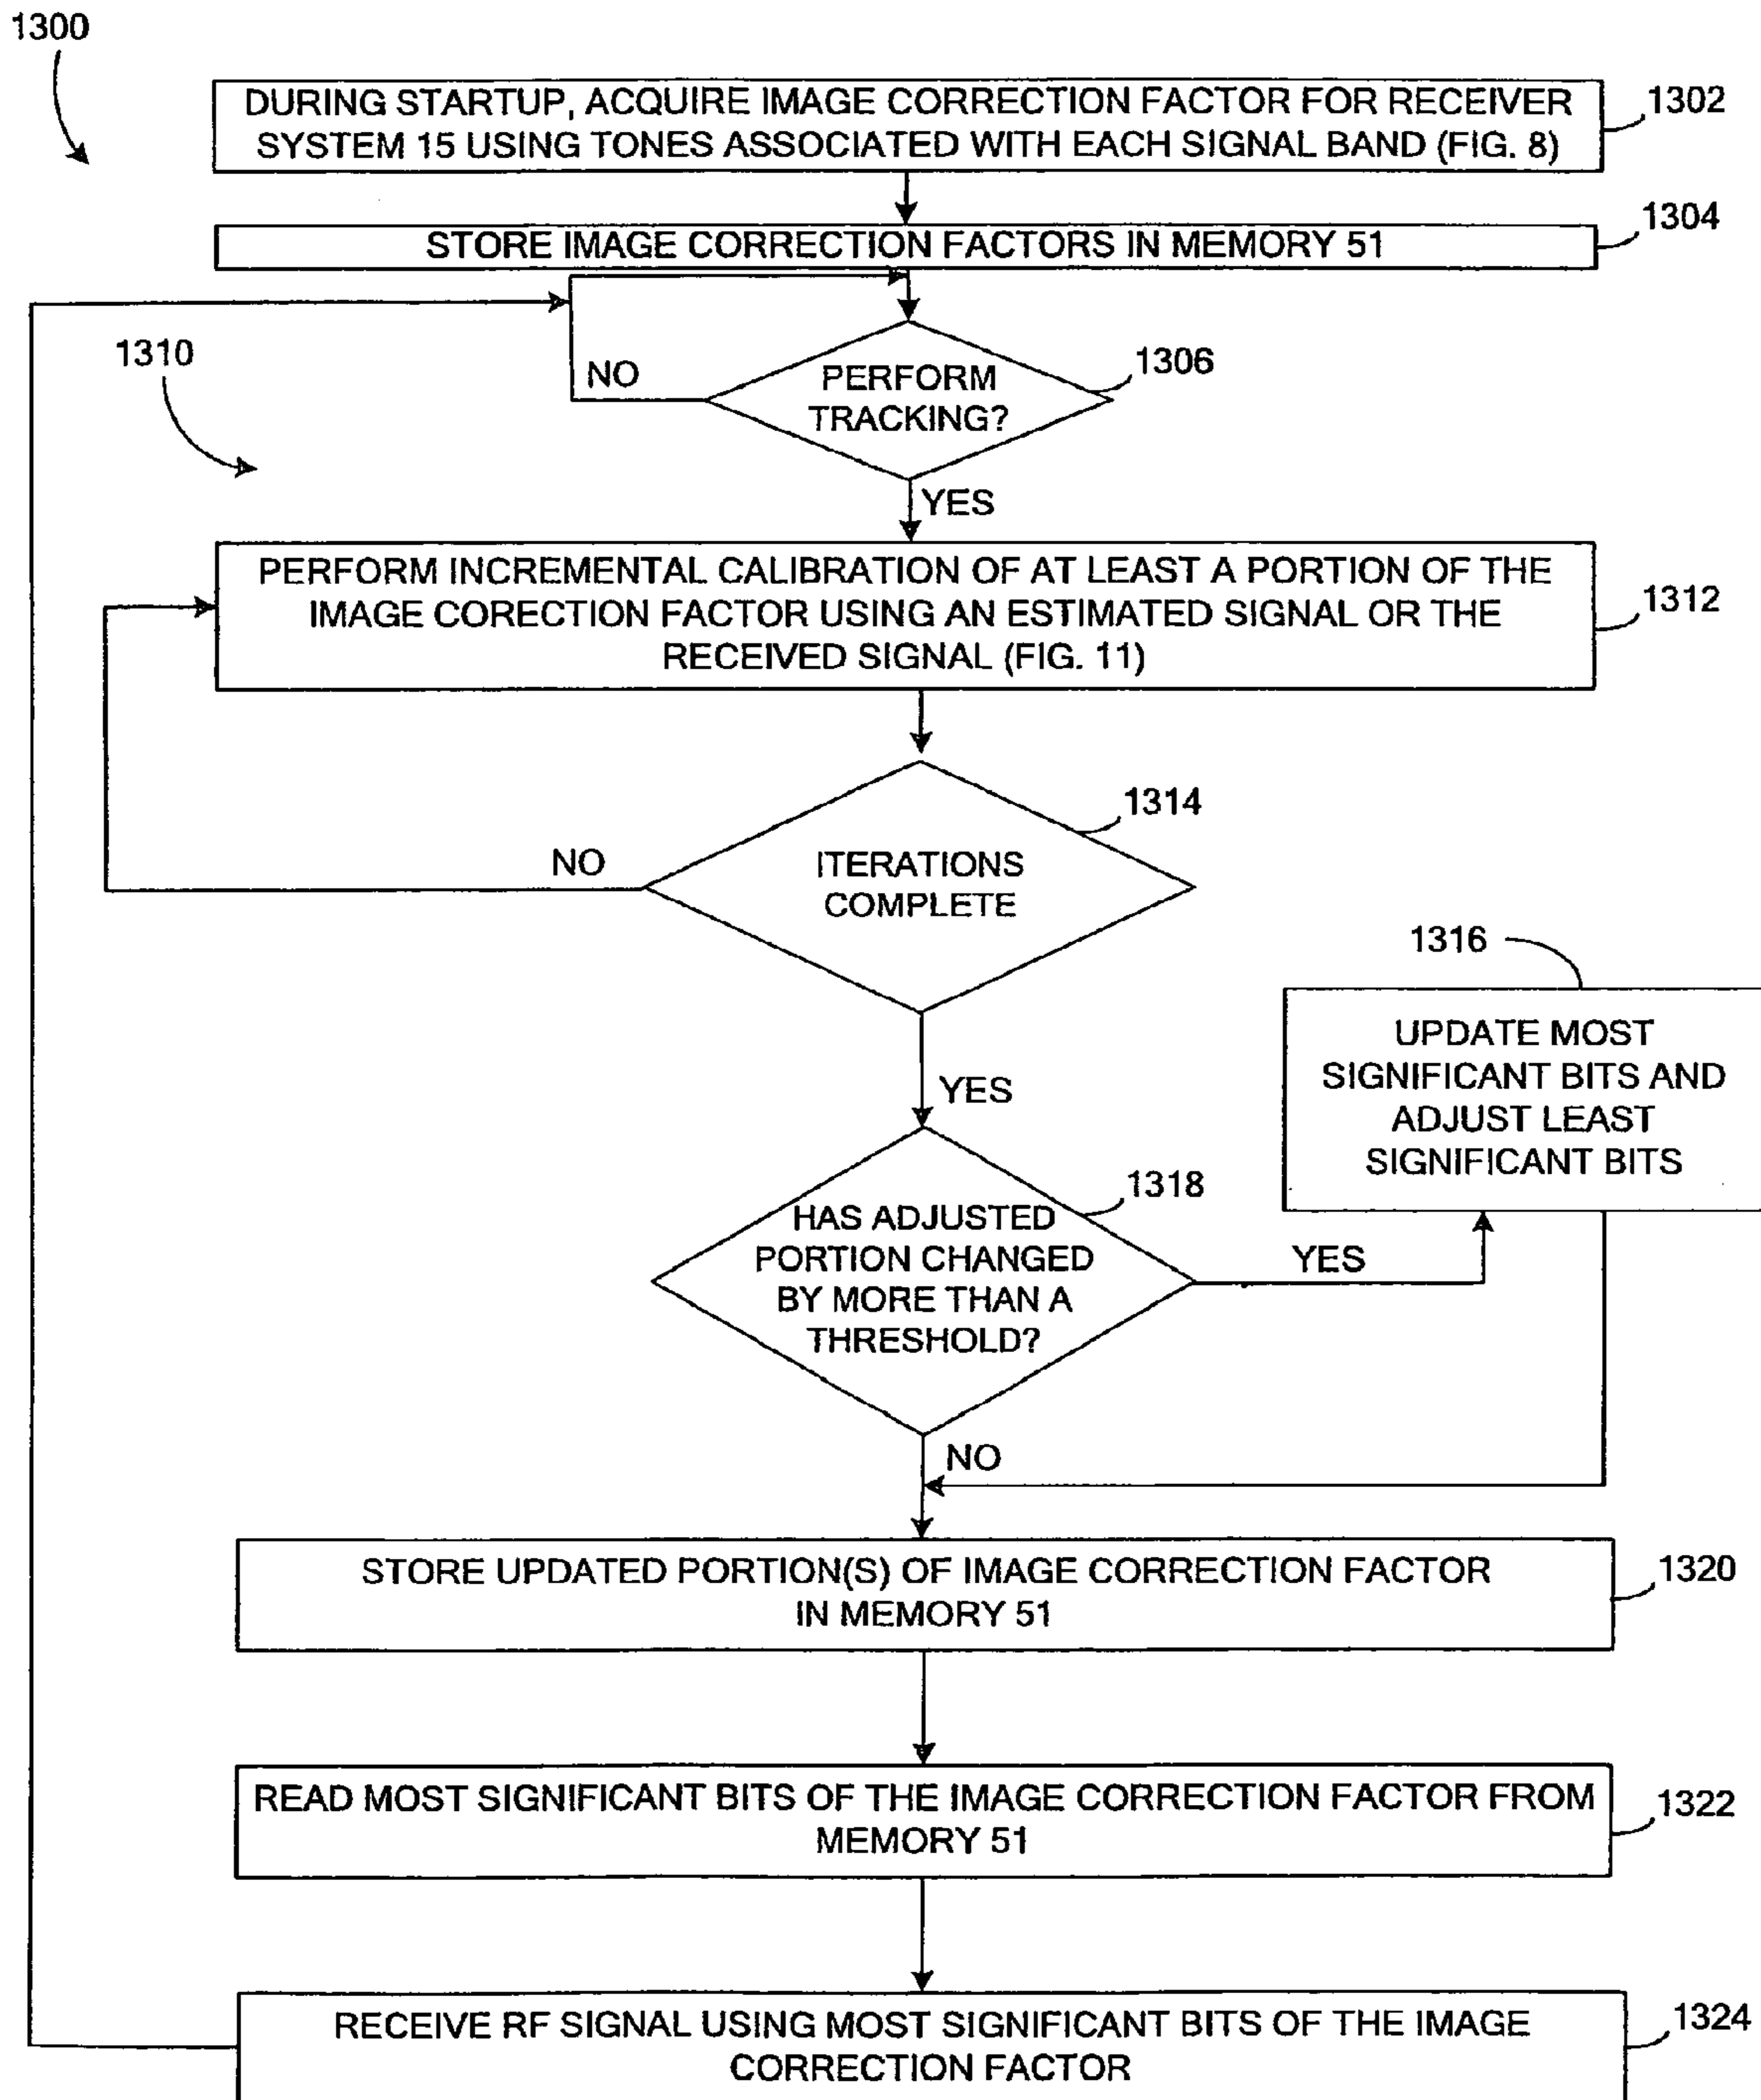 1300
DURING STARTUP, ACQUIRE IMAGE CORRECTION FACTOR FOR RECEIVER
SYSTEM 15 USING TONES ASSOCIATED WITH EACH SIGNAL BAND (FIG. 8)
1302
STORE IMAGE CORRECTION FACTORS IN MEMORY 51
1304
1310
NO
PERFORM
TRACKING?
1306
YES
PERFORM INCREMENTAL CALIBRATION OF AT LEAST A PORTION OF THE
IMAGE CORECTION FACTOR USING AN ESTIMATED SIGNAL OR THE
RECEIVED SIGNAL (FIG. 11)
1312
NO
ITERATIONS
COMPLETE
1314
YES
1316
UPDATE MOST
SIGNIFICANT BITS AND
ADJUST LEAST
SIGNIFICANT BITS
HAS ADJUSTED
PORTION CHANGED
BY MORE THAN A
THRESHOLD?
1318
YES
NO
STORE UPDATED PORTION(S) OF IMAGE CORRECTION FACTOR
IN MEMORY 51
1320
READ MOST SIGNIFICANT BITS OF THE IMAGE CORRECTION FACTOR FROM
MEMORY 51
1322
RECEIVE RF SIGNAL USING MOST SIGNIFICANT BITS OF THE IMAGE
CORRECTION FACTOR
1324